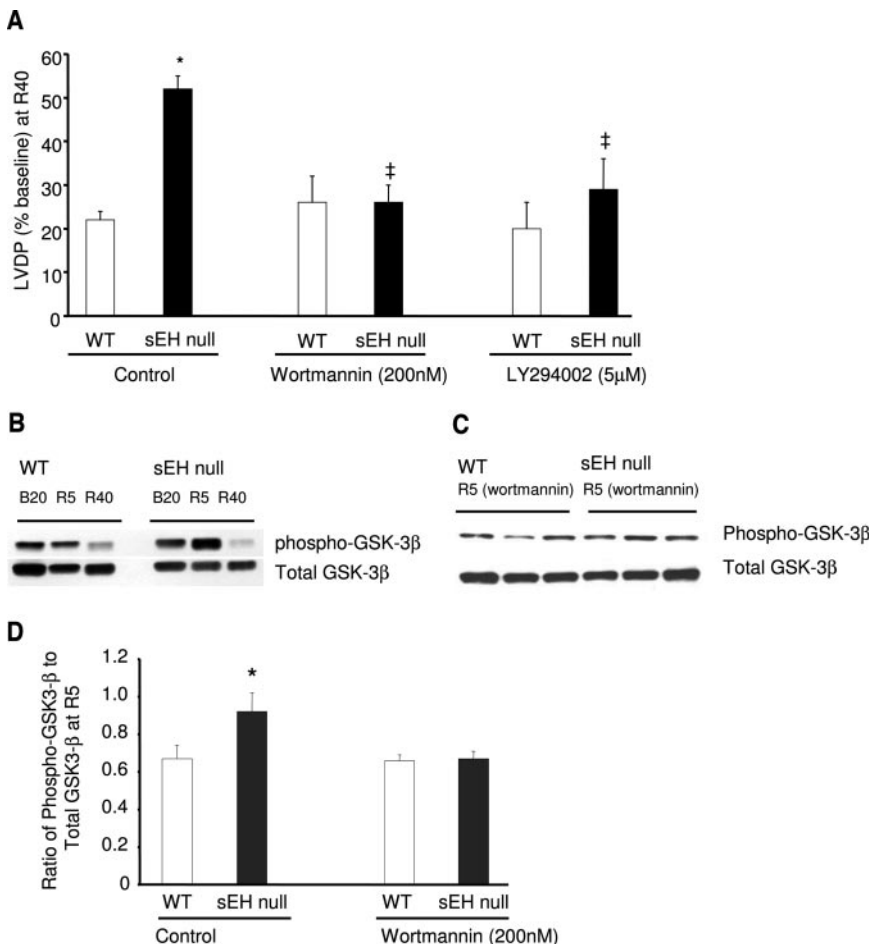 A
LVDP (% baseline) at R40
60
50
40
30
20
10
0
*
‡
‡
WT sEH null WT sEH null WT sEH null
Control Wortmannin (200nM) LY294002 (5µM)
B
WT sEH null
B20 R5 R40 B20 R5 R40
phospho-GSK-3β
Total GSK-3β
C
WT sEH null
R5 (wortmannin) R5 (wortmannin)
Phospho-GSK-3β
Total GSK-3β
D
Ratio of Phospho-GSK3-β to
Total GSK3-β at R5
1.2
1.0
0.8
0.6
0.4
0.2
0
*
WT sEH null WT sEH null
Control Wortmannin (200nM)